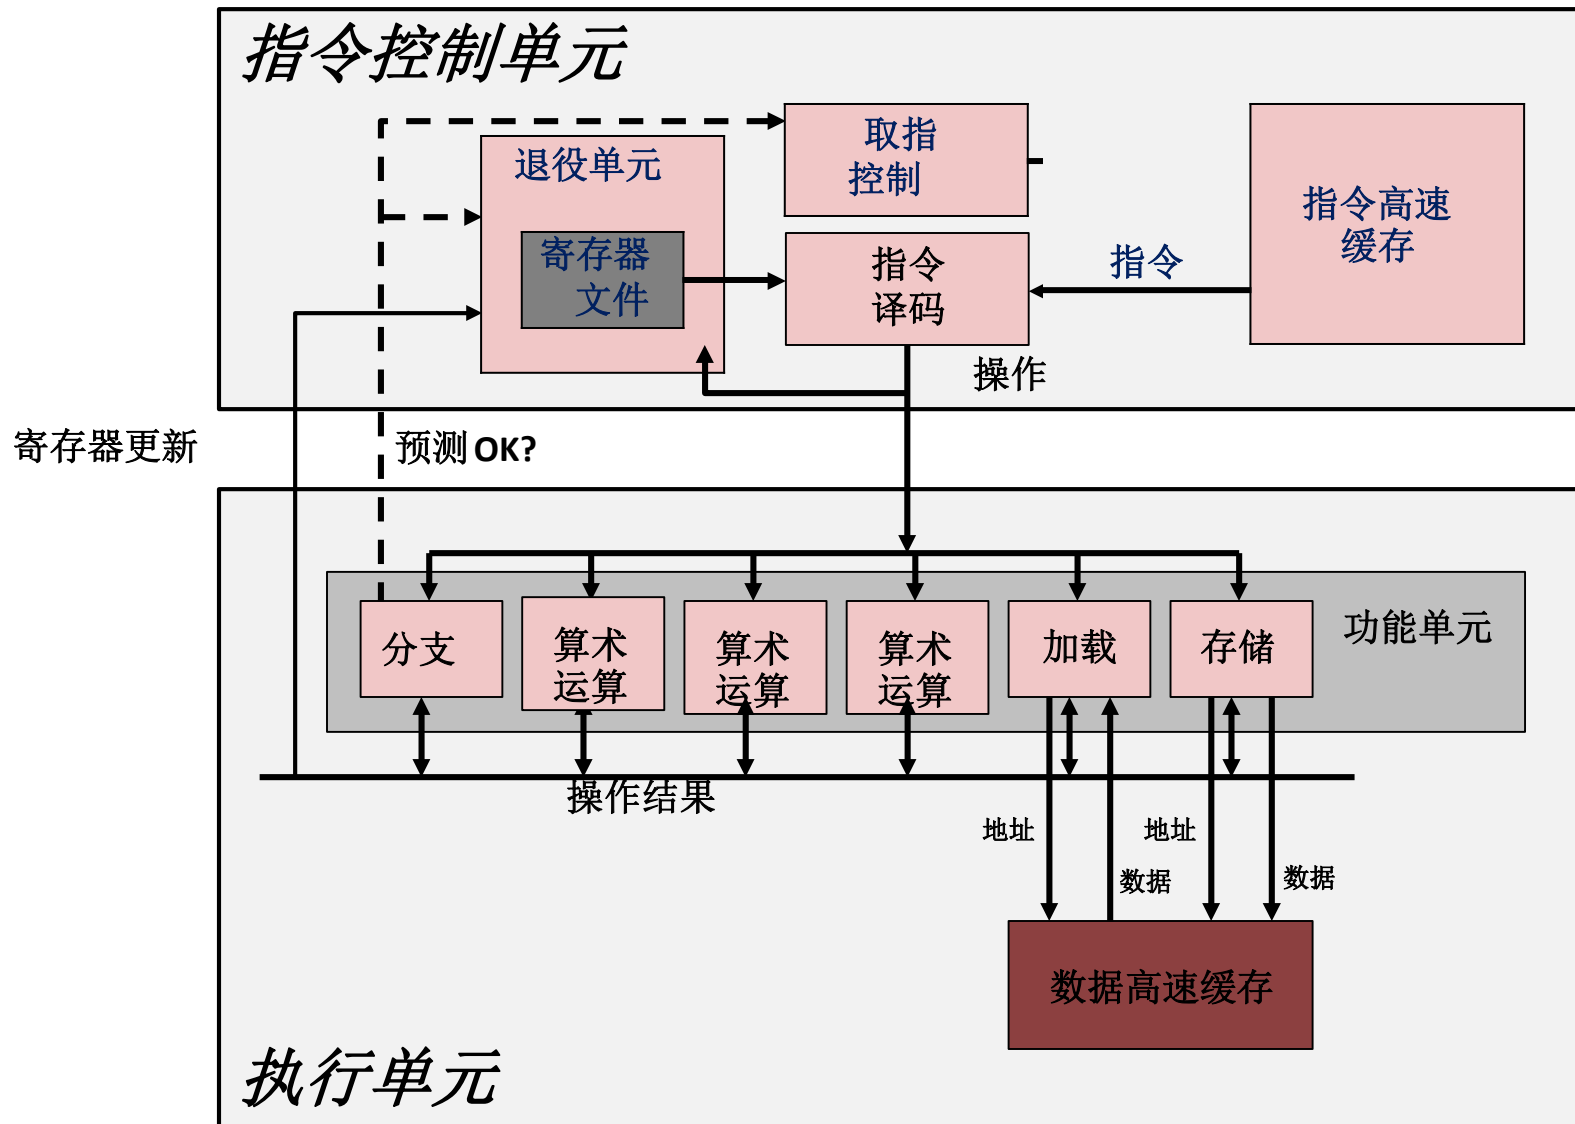 指令控制单元
取指
控制
退役单元
指令高速
缓存
寄存器
文件
指令
译码
指令
操作
寄存器更新
预测 OK?
分支
算术
运算
算术
运算
算术
运算
加载
存储
功能单元
操作结果
地址
地址
数据
数据
数据高速缓存
执行单元